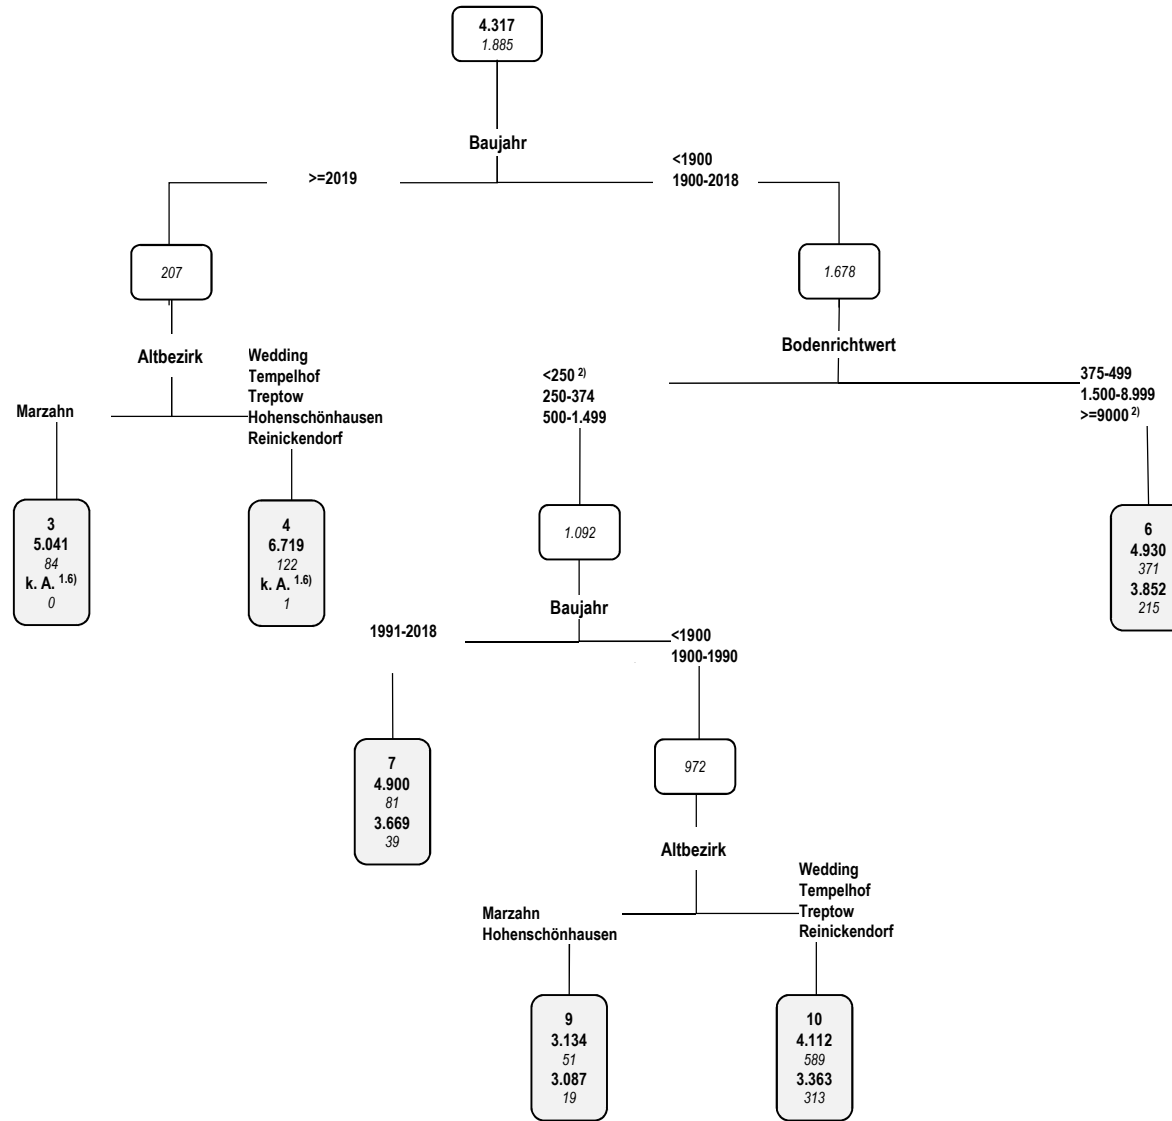 4.317
1.885
Baujahr
>=2019
<1900
1900-2018
207
1.678
Altbezirk
Bodenrichtwert
Marzahn
Wedding
Tempelhof
Treptow
Hohenschönhausen
Reinickendorf
<250 2)
250-374
500-1.499
375-499
1.500-8.999
>=9000 2)
3
5.041
84
k. A. 1.6)
0
4
6.719
122
k. A. 1.6)
1
1.092
6
4.930
371
3.852
215
Baujahr
1991-2018
<1900
1900-1990
7
4.900
81
3.669
39
972
Altbezirk
Marzahn
Hohenschönhausen
Wedding
Tempelhof
Treptow
Reinickendorf
9
3.134
51
3.087
19
10
4.112
589
3.363
313